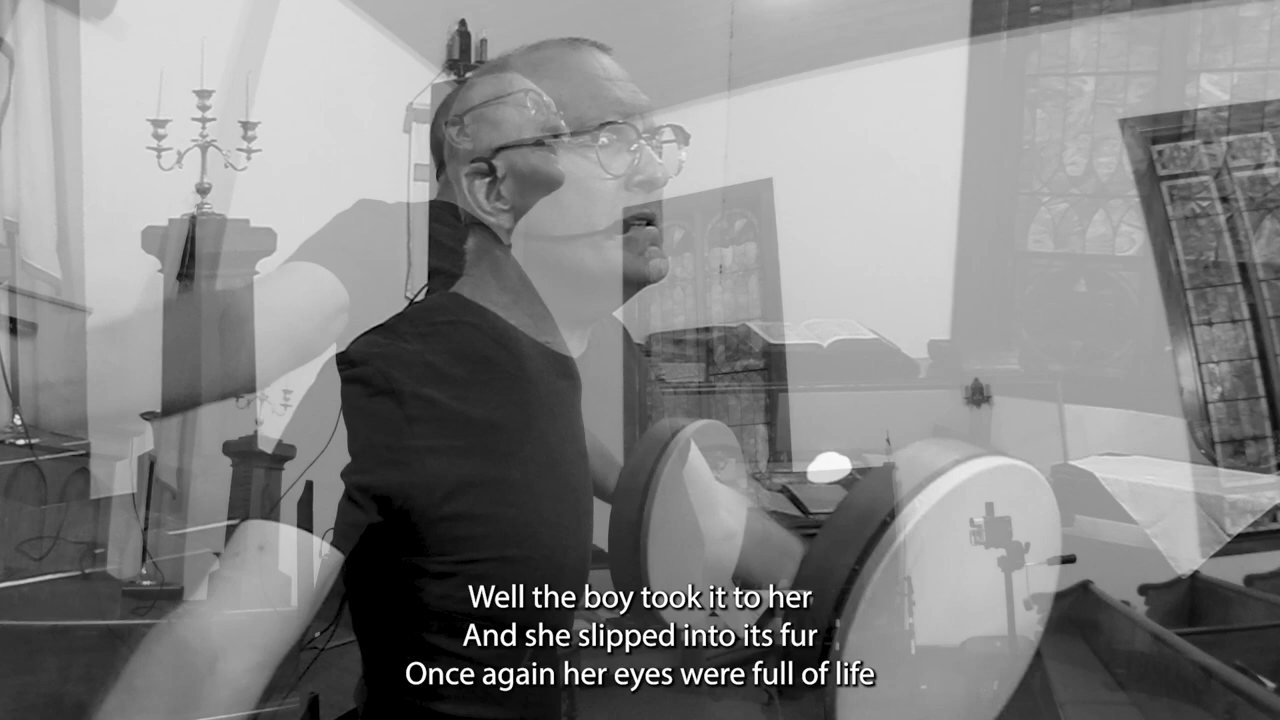 Well the boy took it to her
And she slipped into its fur
Once again her eyes were full of life